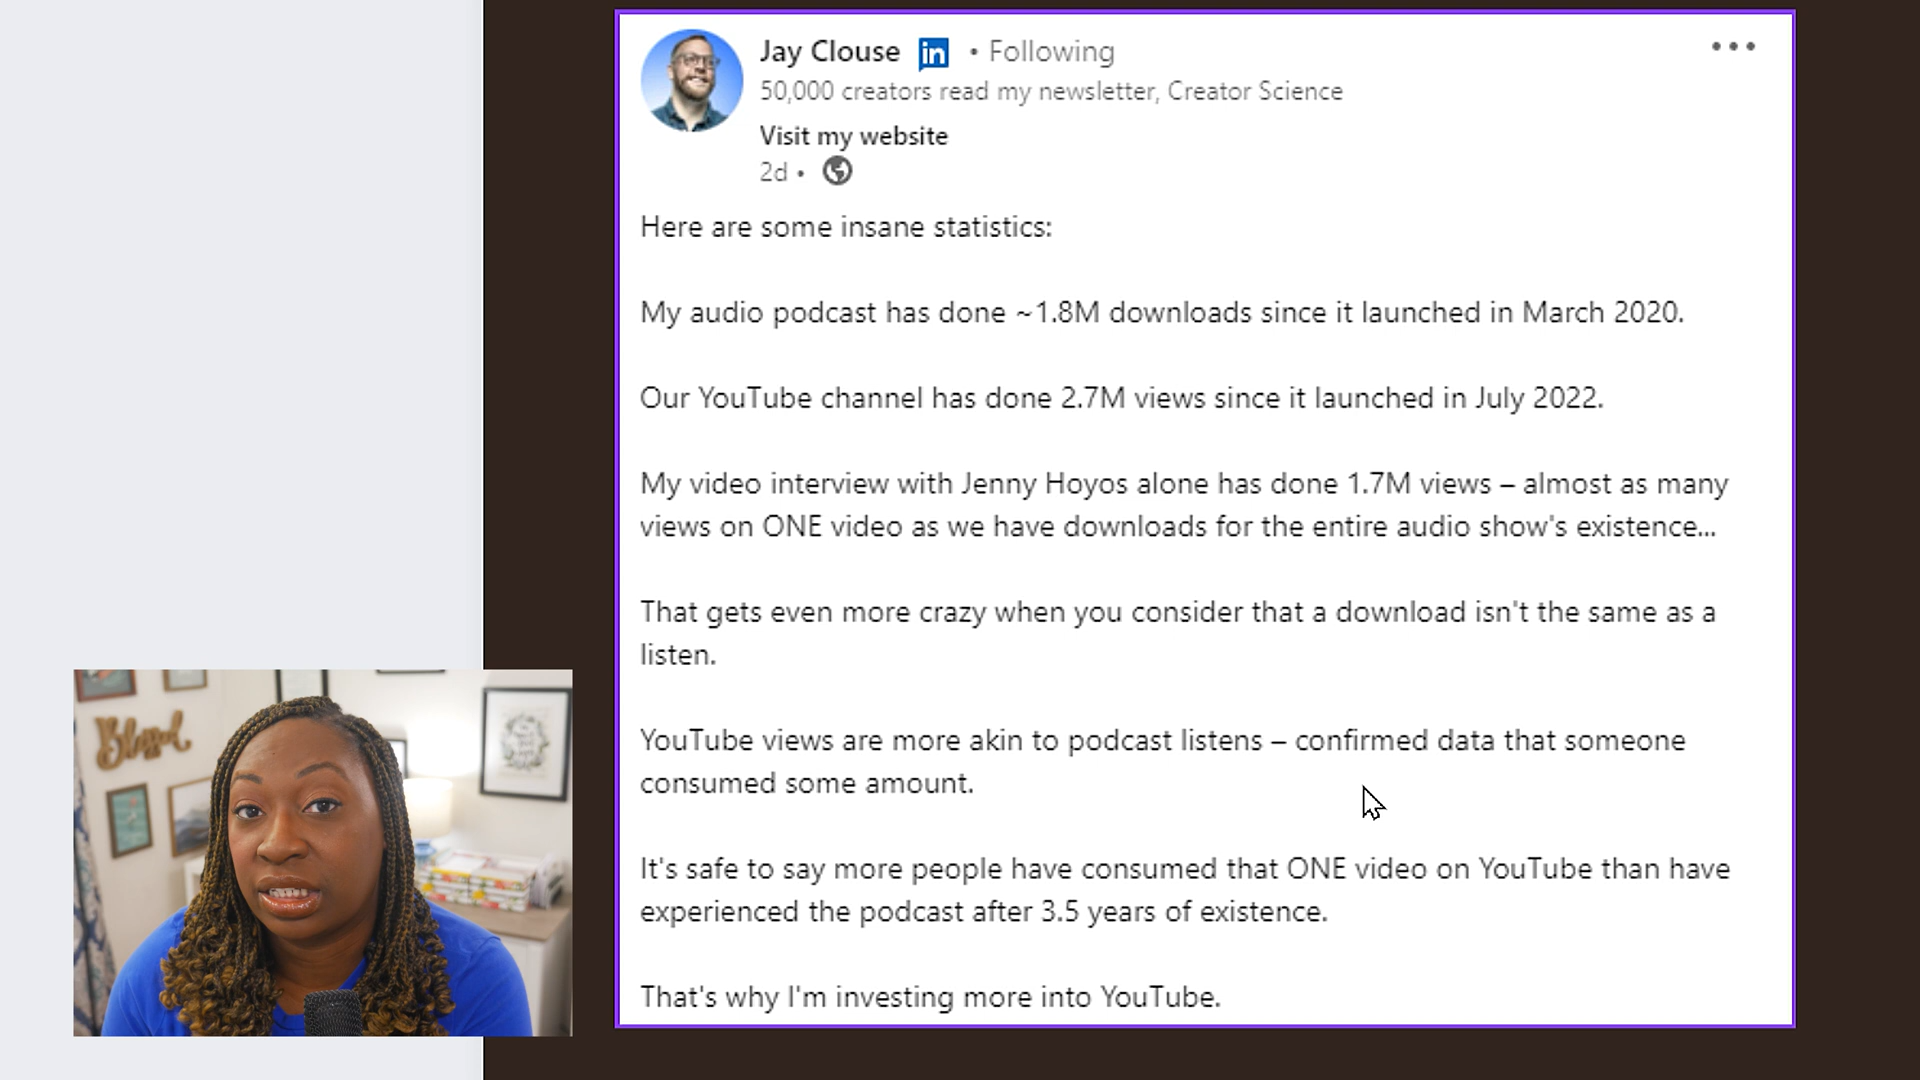 Jay Clouse in • Following
50,000 creators read my newsletter, Creator Science
Visit my website
2d •
Here are some insane statistics:
My audio podcast has done ~1.8M downloads since it launched in March 2020.
Our YouTube channel has done 2.7M views since it launched in July 2022.
My video interview with Jenny Hoyos alone has done 1.7M views – almost as many
views on ONE video as we have downloads for the entire audio show's existence...
That gets even more crazy when you consider that a download isn't the same as a
listen.
YouTube views are more akin to podcast listens – confirmed data that someone
consumed some amount.
It's safe to say more people have consumed that ONE video on YouTube than have
experienced the podcast after 3.5 years of existence.
That's why I'm investing more into YouTube.
Blessed